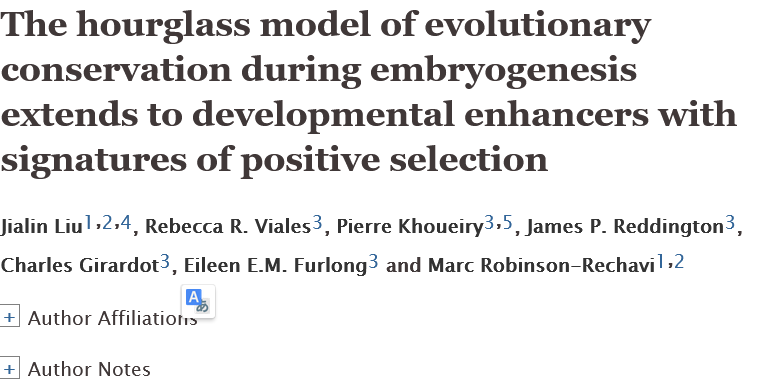 The hourglass model of evolutionary
conservation during embryogenesis
extends to developmental enhancers with
signatures of positive selection
Jialin Liu1,2,4, Rebecca R. Viales3, Pierre Khoueiry3,5, James P. Reddington3,
Charles Girardot3, Eileen E.M. Furlong3 and Marc Robinson-Rechavi1,2
+ Author Affiliations
+ Author Notes